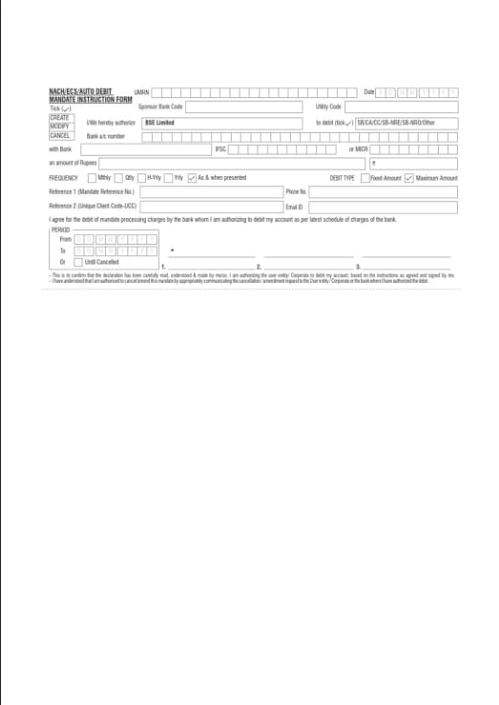 NACH/ECS/AUTO DEBIT UMRN Date D D M M Y Y Y Y
MANDATE INSTRUCTION FORM
Tick (✓) Sponsor Bank Code Utility Code
CREATE
MODIFY I/We hereby authorize BSE Limited to debit (tick ✓) SB/CA/CC/SB-NRE/SB-NRO/Other
CANCEL Bank a/c number
with Bank IFSC or MICR
an amount of Rupees ₹
FREQUENCY Mthly Qtly H-Yrly Yrly ✓ As & when presented DEBIT TYPE Fixed Amount ✓ Maximum Amount
Reference 1 (Mandate Reference No.) Phone No.
Reference 2 (Unique Client Code-UCC) Email ID
I agree for the debit of mandate processing charges by the bank whom I am authorizing to debit my account as per latest schedule of charges of the bank.
PERIOD
From D D M M Y Y Y Y
To D D M M Y Y Y Y
Or Until Cancelled
1. 2. 3.
- This is to confirm that the declaration has been carefully read, understood & made by me/us. I am authorizing the user entity/ Corporate to debit my account, based on the instructions as agreed and signed by me.
- I have understood that I am authorised to cancel/amend this mandate by appropriately communicating the cancellation / amendment request to the User entity / Corporate or the bank where I have authorized the debit.